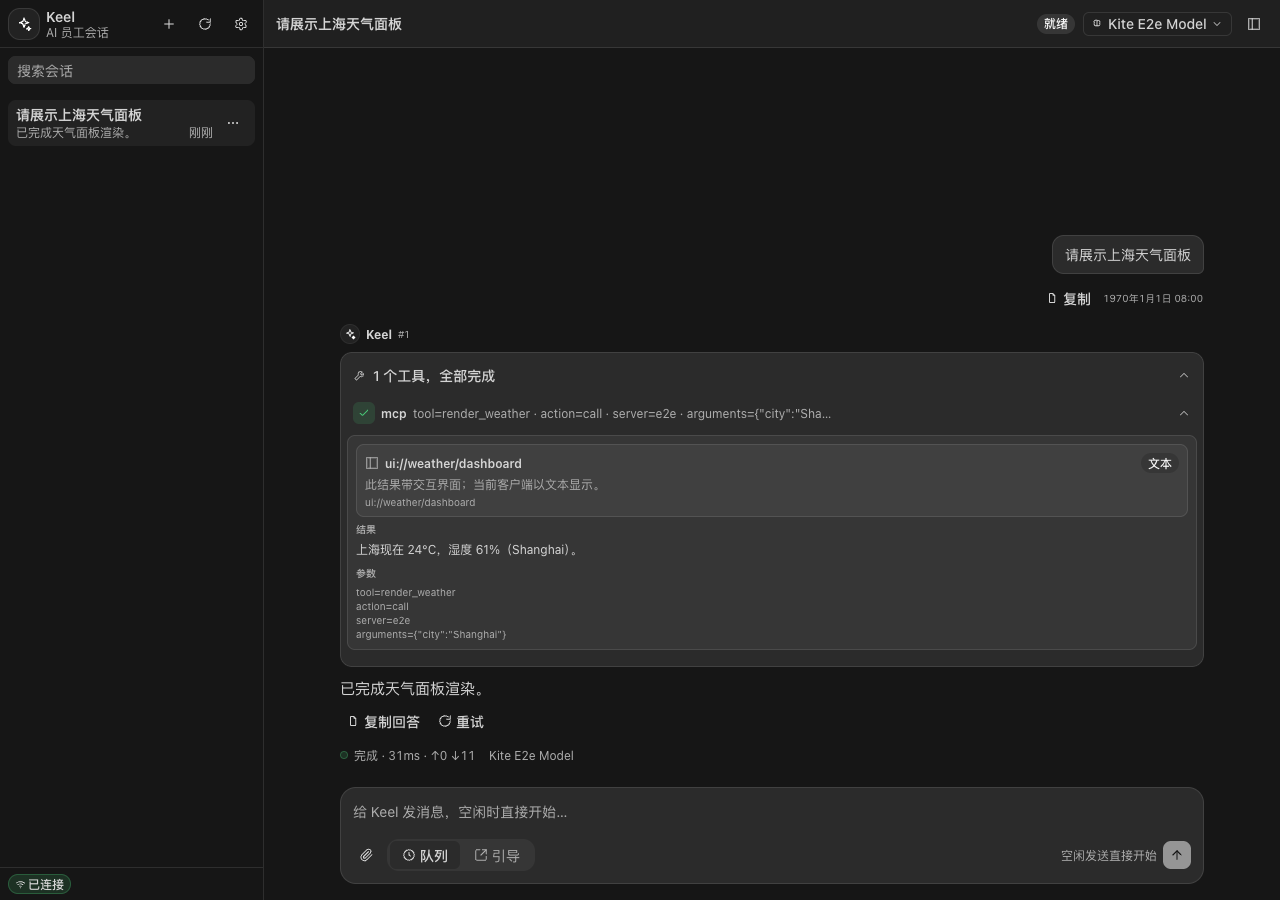 Keel
AI 员工会话
搜索会话
请展示上海天气面板
已完成天气面板渲染。 刚刚
已连接
请展示上海天气面板
就绪
Kite E2e Model
请展示上海天气面板
复制 1970年1月1日 08:00
Keel #1
1 个工具，全部完成
mcp tool=render_weather · action=call · server=e2e · arguments={"city":"Sha...
ui://weather/dashboard 文本
此结果带交互界面；当前客户端以文本显示。
ui://weather/dashboard
结果
上海现在 24°C，湿度 61%（Shanghai）。
参数
tool=render_weather
action=call
server=e2e
arguments={"city":"Shanghai"}
已完成天气面板渲染。
复制回答 重试
完成 · 31ms · ↑0 ↓11 Kite E2e Model
给 Keel 发消息，空闲时直接开始...
队列 引导 空闲发送直接开始